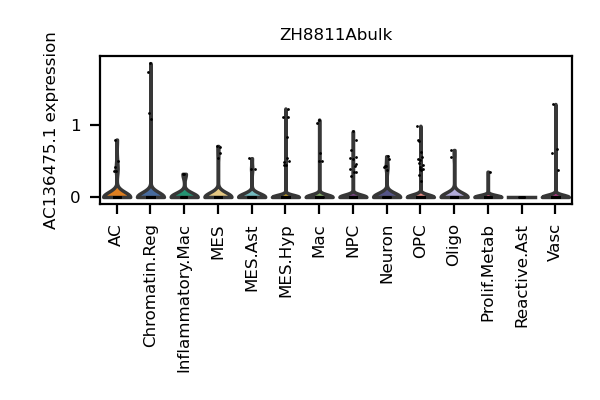 ZH8811Abulk
AC136475.1 expression
1
0
AC
Chromatin.Reg
Inflammatory.Mac
MES
MES.Ast
MES.Hyp
Mac
NPC
Neuron
OPC
Oligo
Prolif.Metab
Reactive.Ast
Vasc